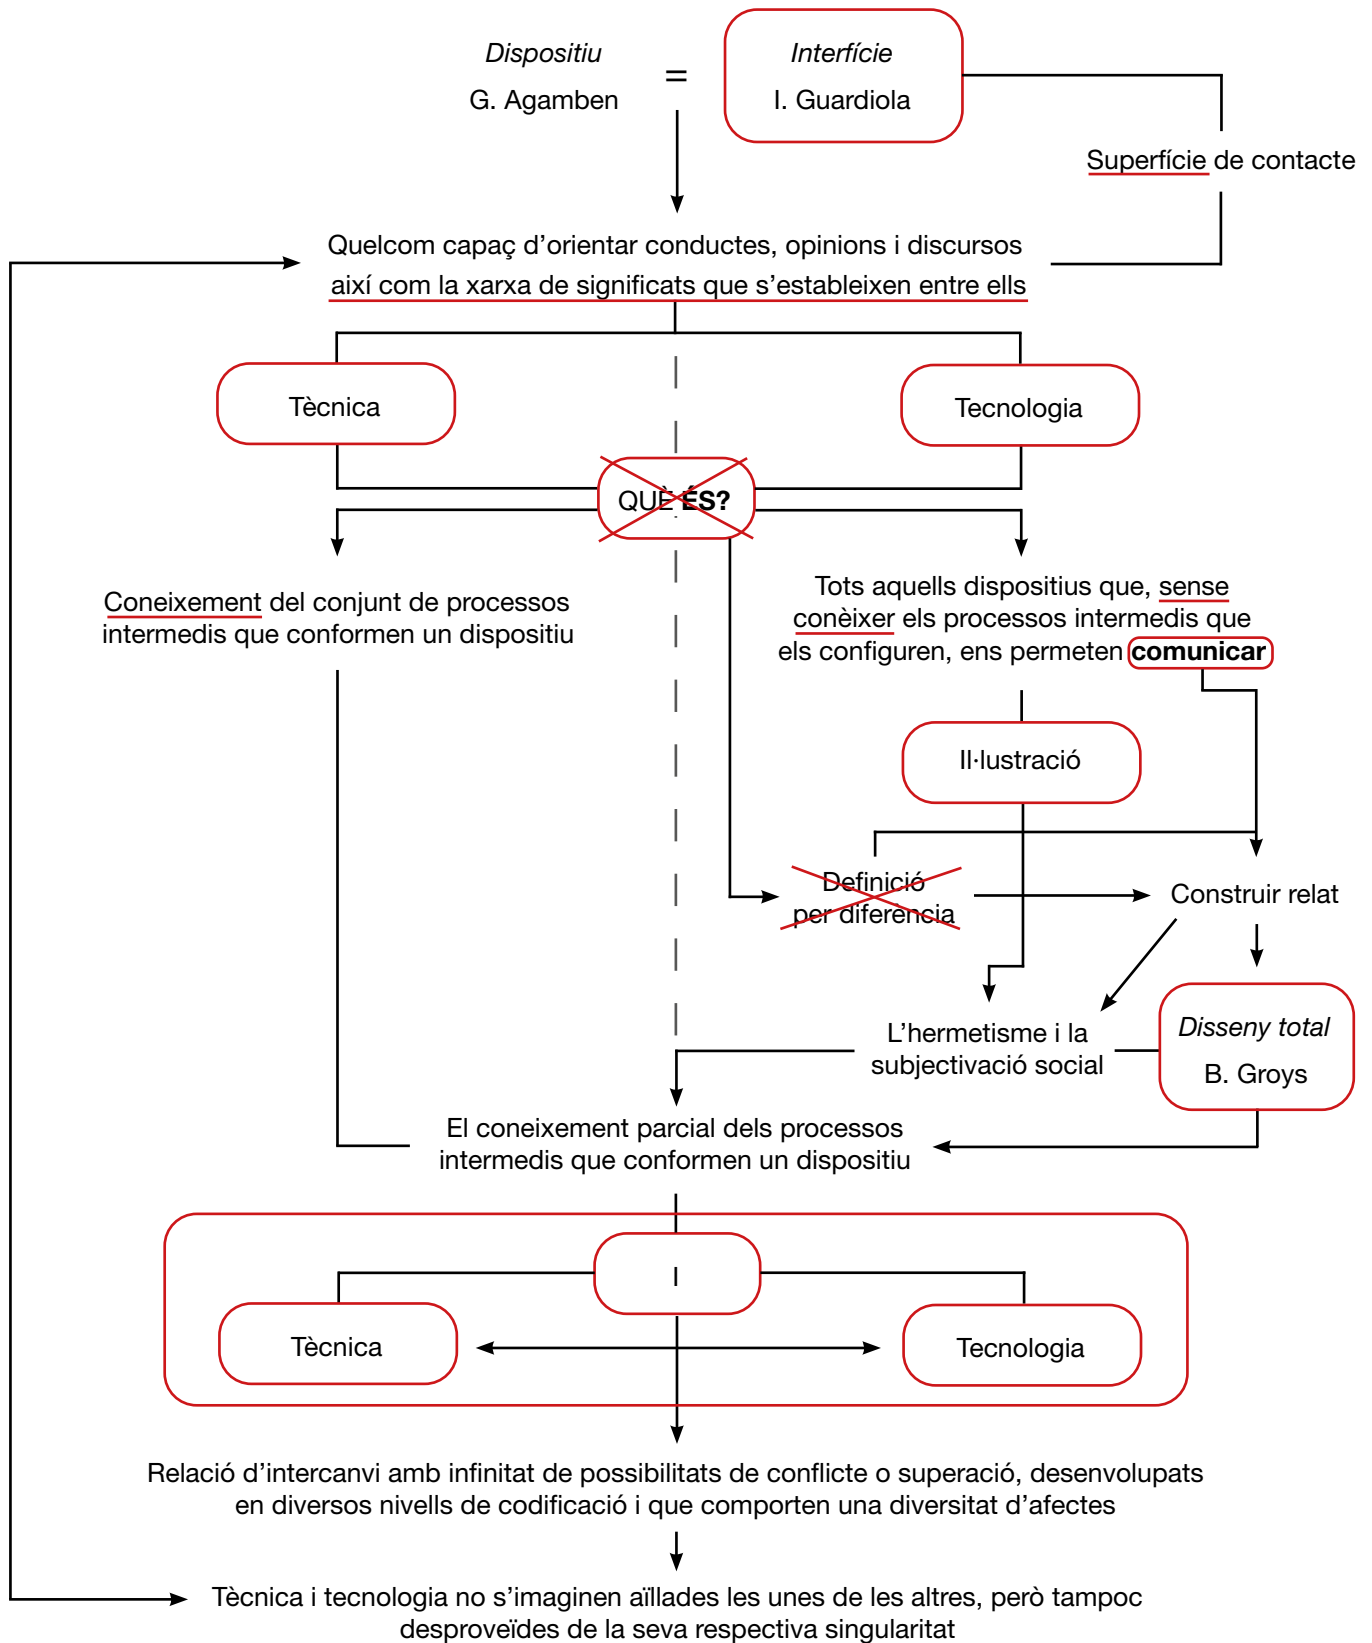 Dispositiu
G. Agamben
=
Interfície
I. Guardiola
Superfície de contacte
Quelcom capaç d'orientar conductes, opinions i discursos
així com la xarxa de significats que s'estableixen entre ells
Tècnica
Tecnologia
QUÈ ÉS?
Coneixement del conjunt de processos
intermedis que conformen un dispositiu
Tots aquells dispositius que, sense
conèixer els processos intermedis que
els configuren, ens permeten comunicar
Il·lustració
Definició
per diferència
Construir relat
L'hermetisme i la
subjectivació social
Disseny total
B. Groys
El coneixement parcial dels processos
intermedis que conformen un dispositiu
I
Tècnica
Tecnologia
Relació d'intercanvi amb infinitat de possibilitats de conflicte o superació, desenvolupats
en diversos nivells de codificació i que comporten una diversitat d'afectes
Tècnica i tecnologia no s'imaginen aïllades les unes de les altres, però tampoc
desproveïdes de la seva respectiva singularitat